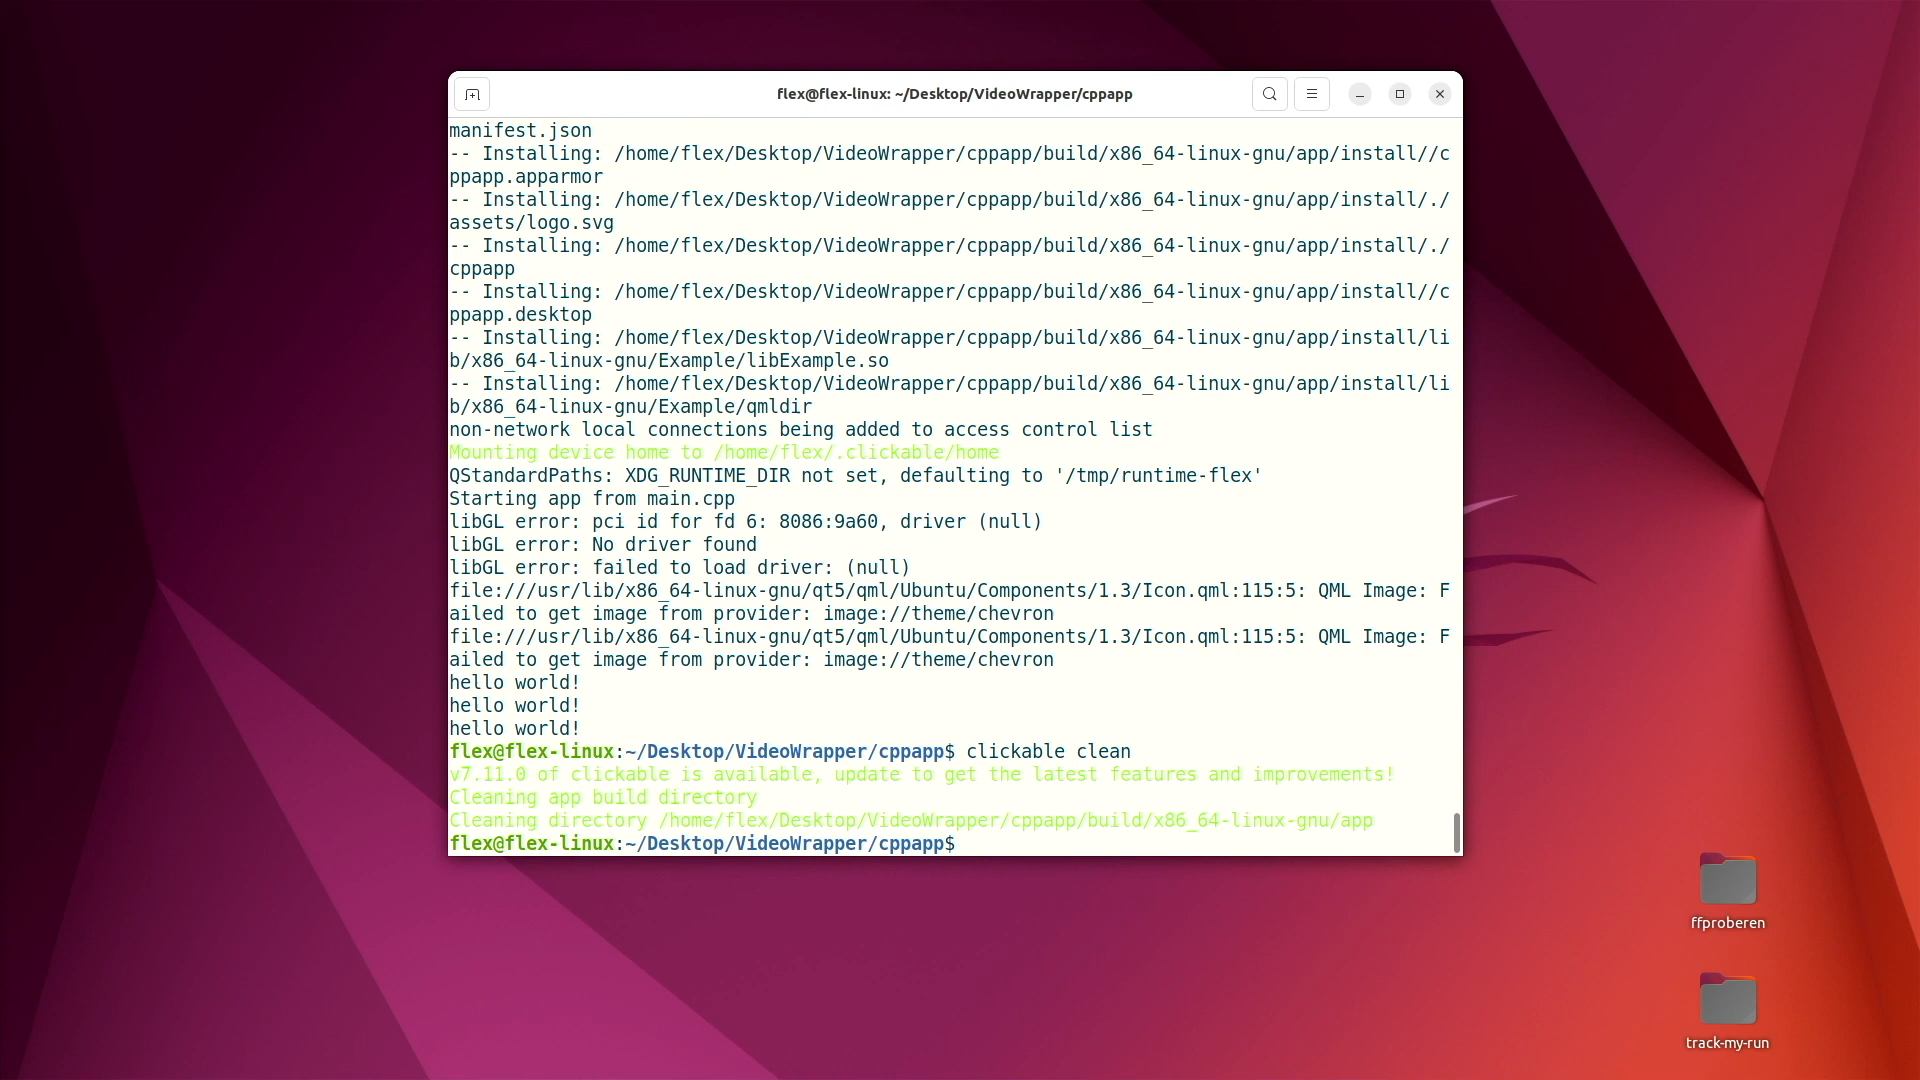 flex@flex-linux: ~/Desktop/VideoWrapper/cppapp
manifest.json
-- Installing: /home/flex/Desktop/VideoWrapper/cppapp/build/x86_64-linux-gnu/app/install//c
ppapp.apparmor
-- Installing: /home/flex/Desktop/VideoWrapper/cppapp/build/x86_64-linux-gnu/app/install/./
assets/logo.svg
-- Installing: /home/flex/Desktop/VideoWrapper/cppapp/build/x86_64-linux-gnu/app/install/./
cppapp
-- Installing: /home/flex/Desktop/VideoWrapper/cppapp/build/x86_64-linux-gnu/app/install//c
ppapp.desktop
-- Installing: /home/flex/Desktop/VideoWrapper/cppapp/build/x86_64-linux-gnu/app/install/li
b/x86_64-linux-gnu/Example/libExample.so
-- Installing: /home/flex/Desktop/VideoWrapper/cppapp/build/x86_64-linux-gnu/app/install/li
b/x86_64-linux-gnu/Example/qmldir
non-network local connections being added to access control list
Mounting device home to /home/flex/.clickable/home
QStandardPaths: XDG_RUNTIME_DIR not set, defaulting to '/tmp/runtime-flex'
Starting app from main.cpp
libGL error: pci id for fd 6: 8086:9a60, driver (null)
libGL error: No driver found
libGL error: failed to load driver: (null)
file:///usr/lib/x86_64-linux-gnu/qt5/qml/Ubuntu/Components/1.3/Icon.qml:115:5: QML Image: F
ailed to get image from provider: image://theme/chevron
file:///usr/lib/x86_64-linux-gnu/qt5/qml/Ubuntu/Components/1.3/Icon.qml:115:5: QML Image: F
ailed to get image from provider: image://theme/chevron
hello world!
hello world!
hello world!
flex@flex-linux:~/Desktop/VideoWrapper/cppapp$ clickable clean
v7.11.0 of clickable is available, update to get the latest features and improvements!
Cleaning app build directory
Cleaning directory /home/flex/Desktop/VideoWrapper/cppapp/build/x86_64-linux-gnu/app
flex@flex-linux:~/Desktop/VideoWrapper/cppapp$
ffproberen
track-my-run